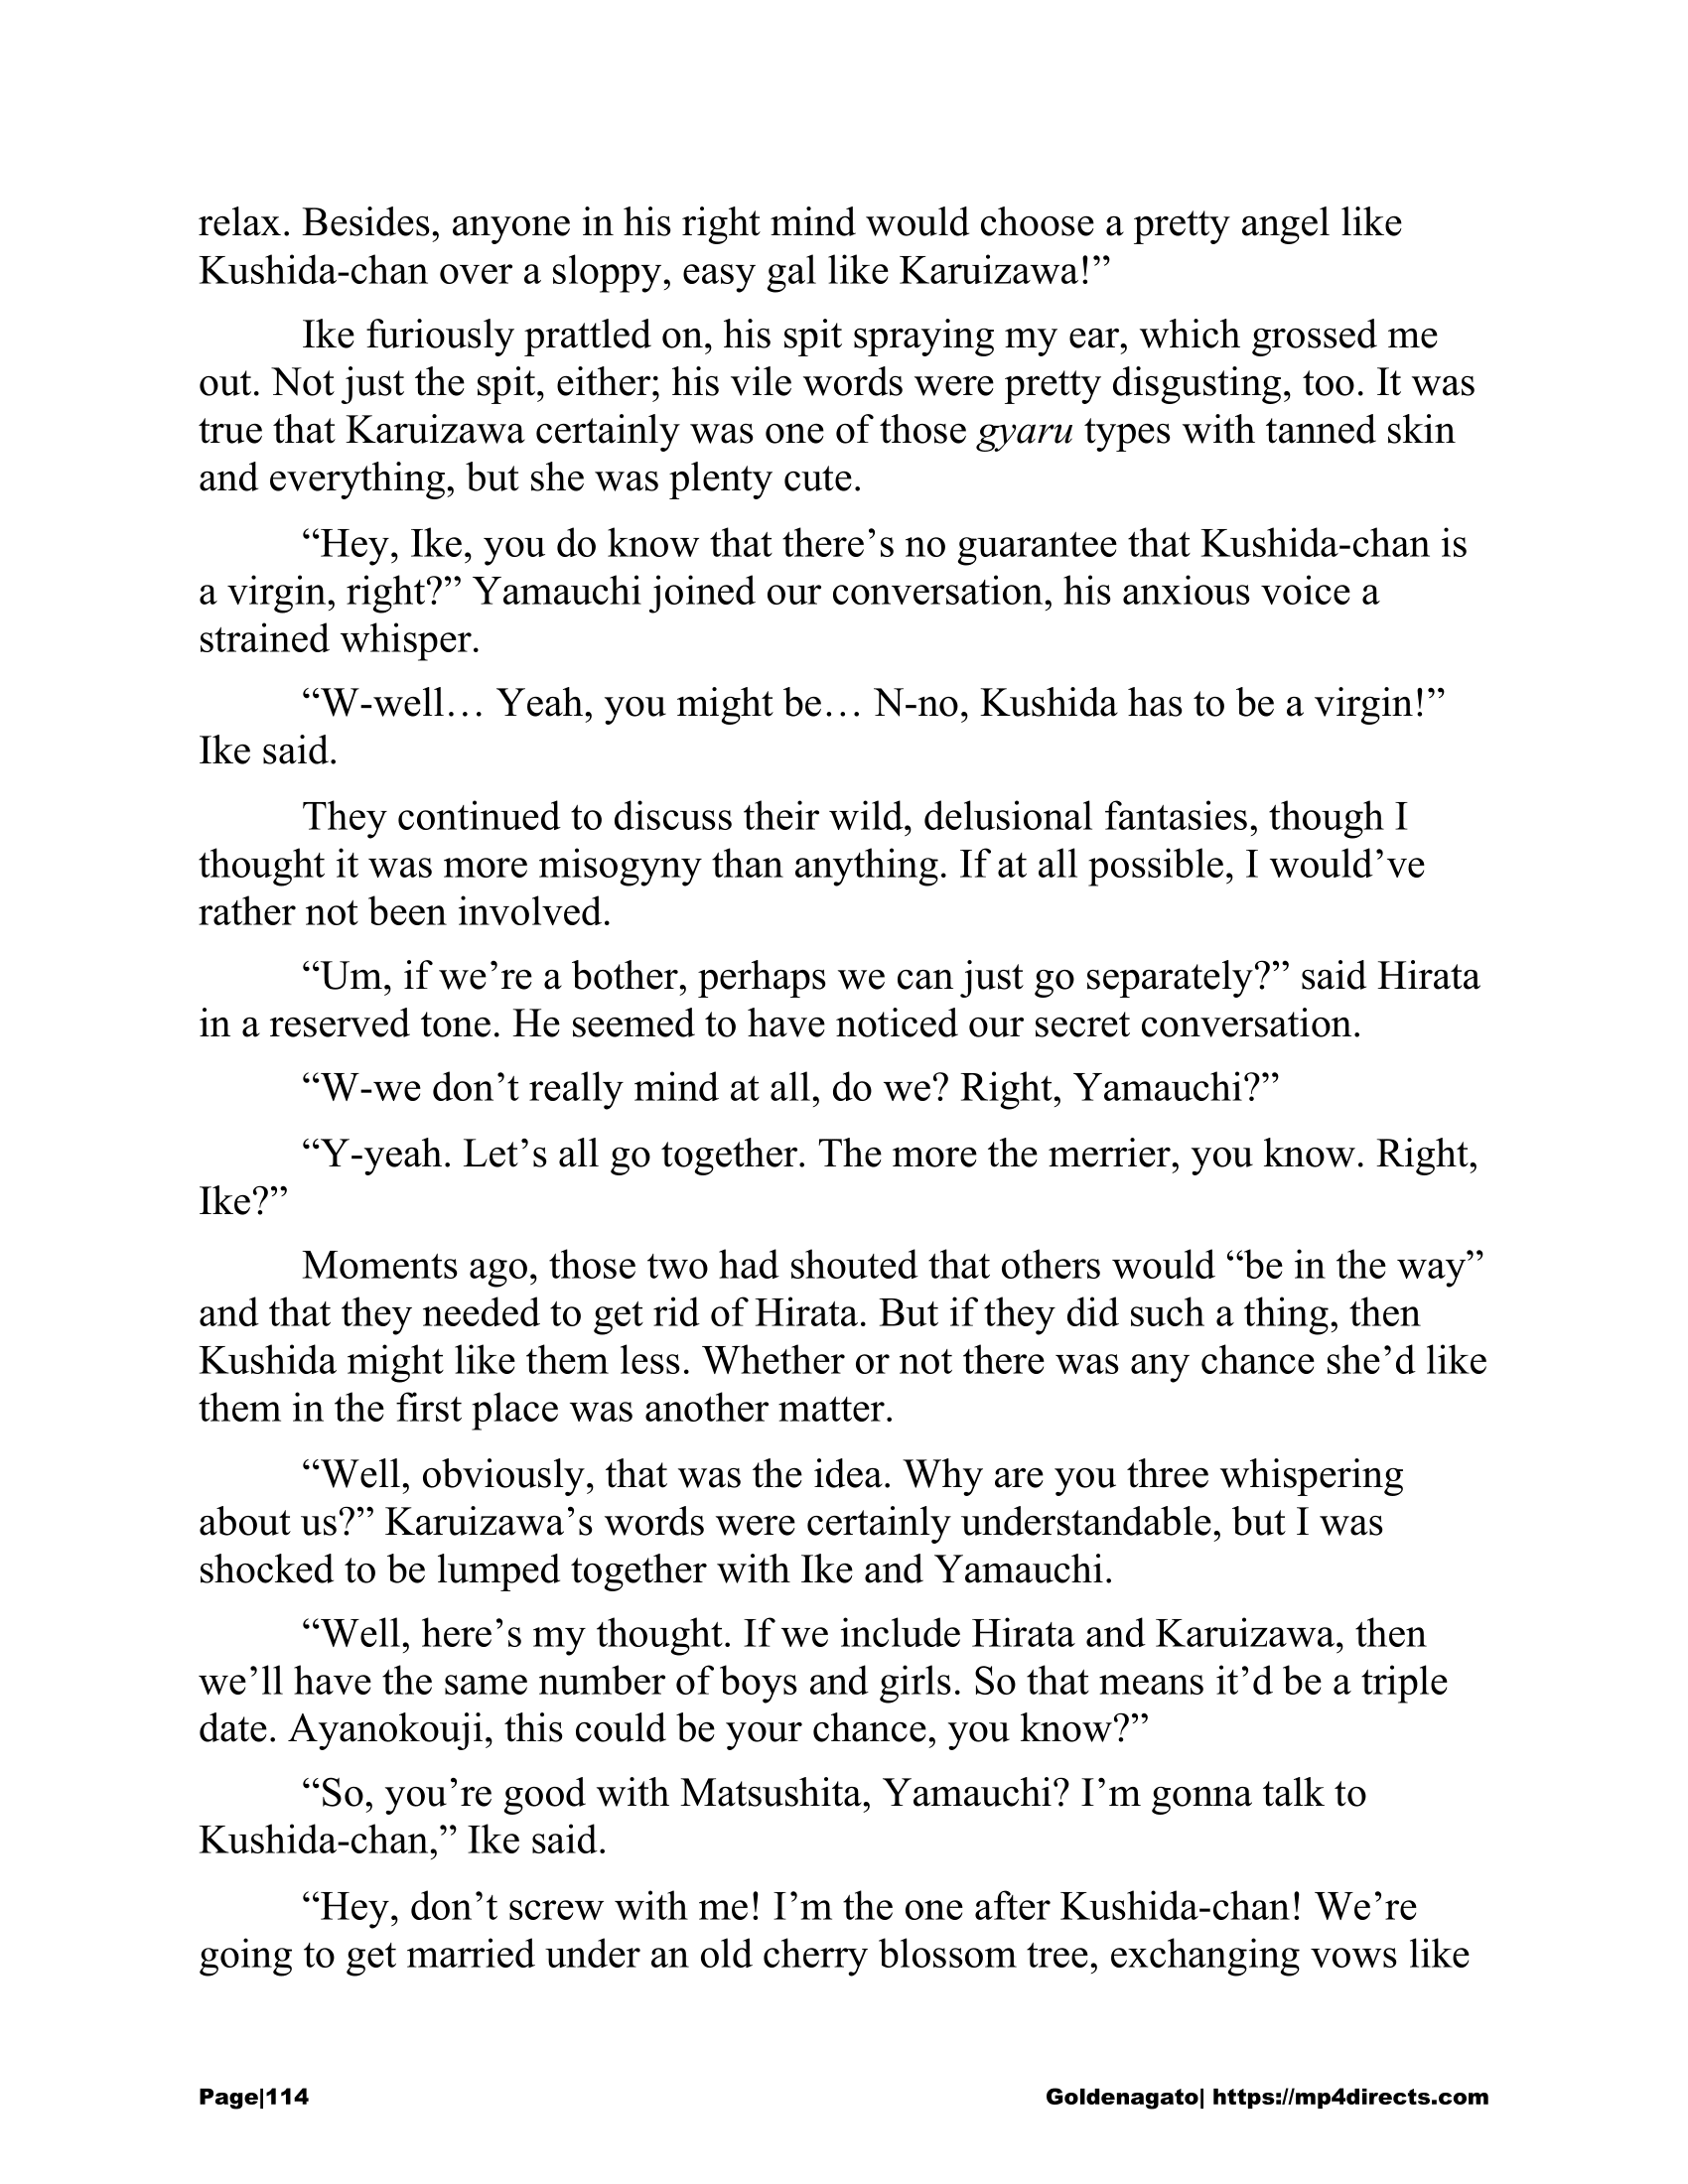 relax. Besides, anyone in his right mind would choose a pretty angel like
Kushida-chan over a sloppy, easy gal like Karuizawa!”
Ike furiously prattled on, his spit spraying my ear, which grossed me
out. Not just the spit, either; his vile words were pretty disgusting, too. It was
true that Karuizawa certainly was one of those gyaru types with tanned skin
and everything, but she was plenty cute.
“Hey, Ike, you do know that there’s no guarantee that Kushida-chan is
a virgin, right?” Yamauchi joined our conversation, his anxious voice a
strained whisper.
“W-well… Yeah, you might be… N-no, Kushida has to be a virgin!”
Ike said.
They continued to discuss their wild, delusional fantasies, though I
thought it was more misogyny than anything. If at all possible, I would’ve
rather not been involved.
“Um, if we’re a bother, perhaps we can just go separately?” said Hirata
in a reserved tone. He seemed to have noticed our secret conversation.
“W-we don’t really mind at all, do we? Right, Yamauchi?”
“Y-yeah. Let’s all go together. The more the merrier, you know. Right,
Ike?”
Moments ago, those two had shouted that others would “be in the way”
and that they needed to get rid of Hirata. But if they did such a thing, then
Kushida might like them less. Whether or not there was any chance she’d like
them in the first place was another matter.
“Well, obviously, that was the idea. Why are you three whispering
about us?” Karuizawa’s words were certainly understandable, but I was
shocked to be lumped together with Ike and Yamauchi.
“Well, here’s my thought. If we include Hirata and Karuizawa, then
we’ll have the same number of boys and girls. So that means it’d be a triple
date. Ayanokouji, this could be your chance, you know?”
“So, you’re good with Matsushita, Yamauchi? I’m gonna talk to
Kushida-chan,” Ike said.
“Hey, don’t screw with me! I’m the one after Kushida-chan! We’re
going to get married under an old cherry blossom tree, exchanging vows like
Page|114 Goldenagato| https://mp4directs.com